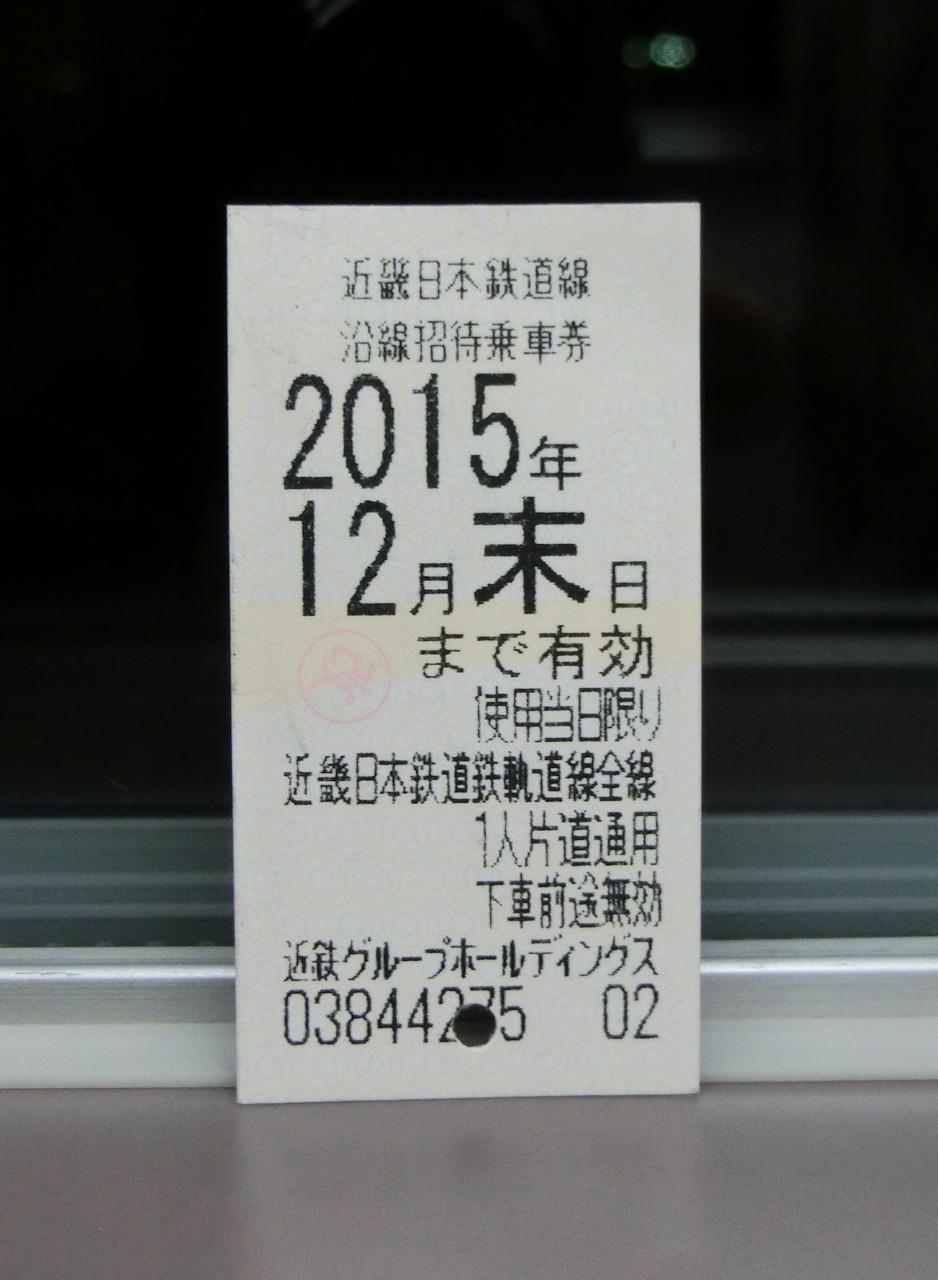 近畿日本鉄道線
沿線招待乗車券
2015年
12月末日
まで有効
使用当日限り
近畿日本鉄道鉄軌道線全線
1人片道通用
下車前途無効
近鉄グループホールディングス
03844275 02